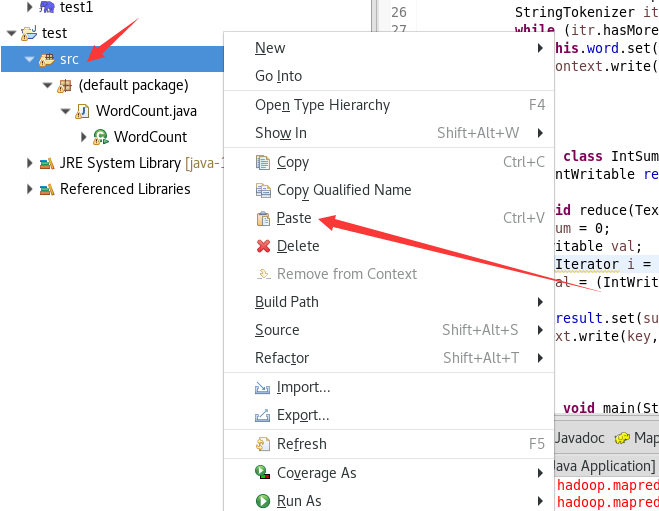 test1
test
src
(default package)
WordCount.java
WordCount
JRE System Library [java-1
Referenced Libraries
New
Go Into
Open Type Hierarchy F4
Show In Shift+Alt+W
Copy Ctrl+C
Copy Qualified Name
Paste Ctrl+V
Delete
Remove from Context
Build Path
Source Shift+Alt+S
Refactor Shift+Alt+T
Import...
Export...
Refresh F5
Coverage As
Run As
26 StringTokenizer it
27 while (itr.hasMore
his.word.set(
ontext.write(
class IntSum
ntWritable re
id reduce(Tex
um = 0;
itable val;
Iterator i =
al = (IntWrit
result.set(su
ext.write(key,
void main(St
Javadoc Map
Java Application]
hadoop.mapred
hadoop.mapred